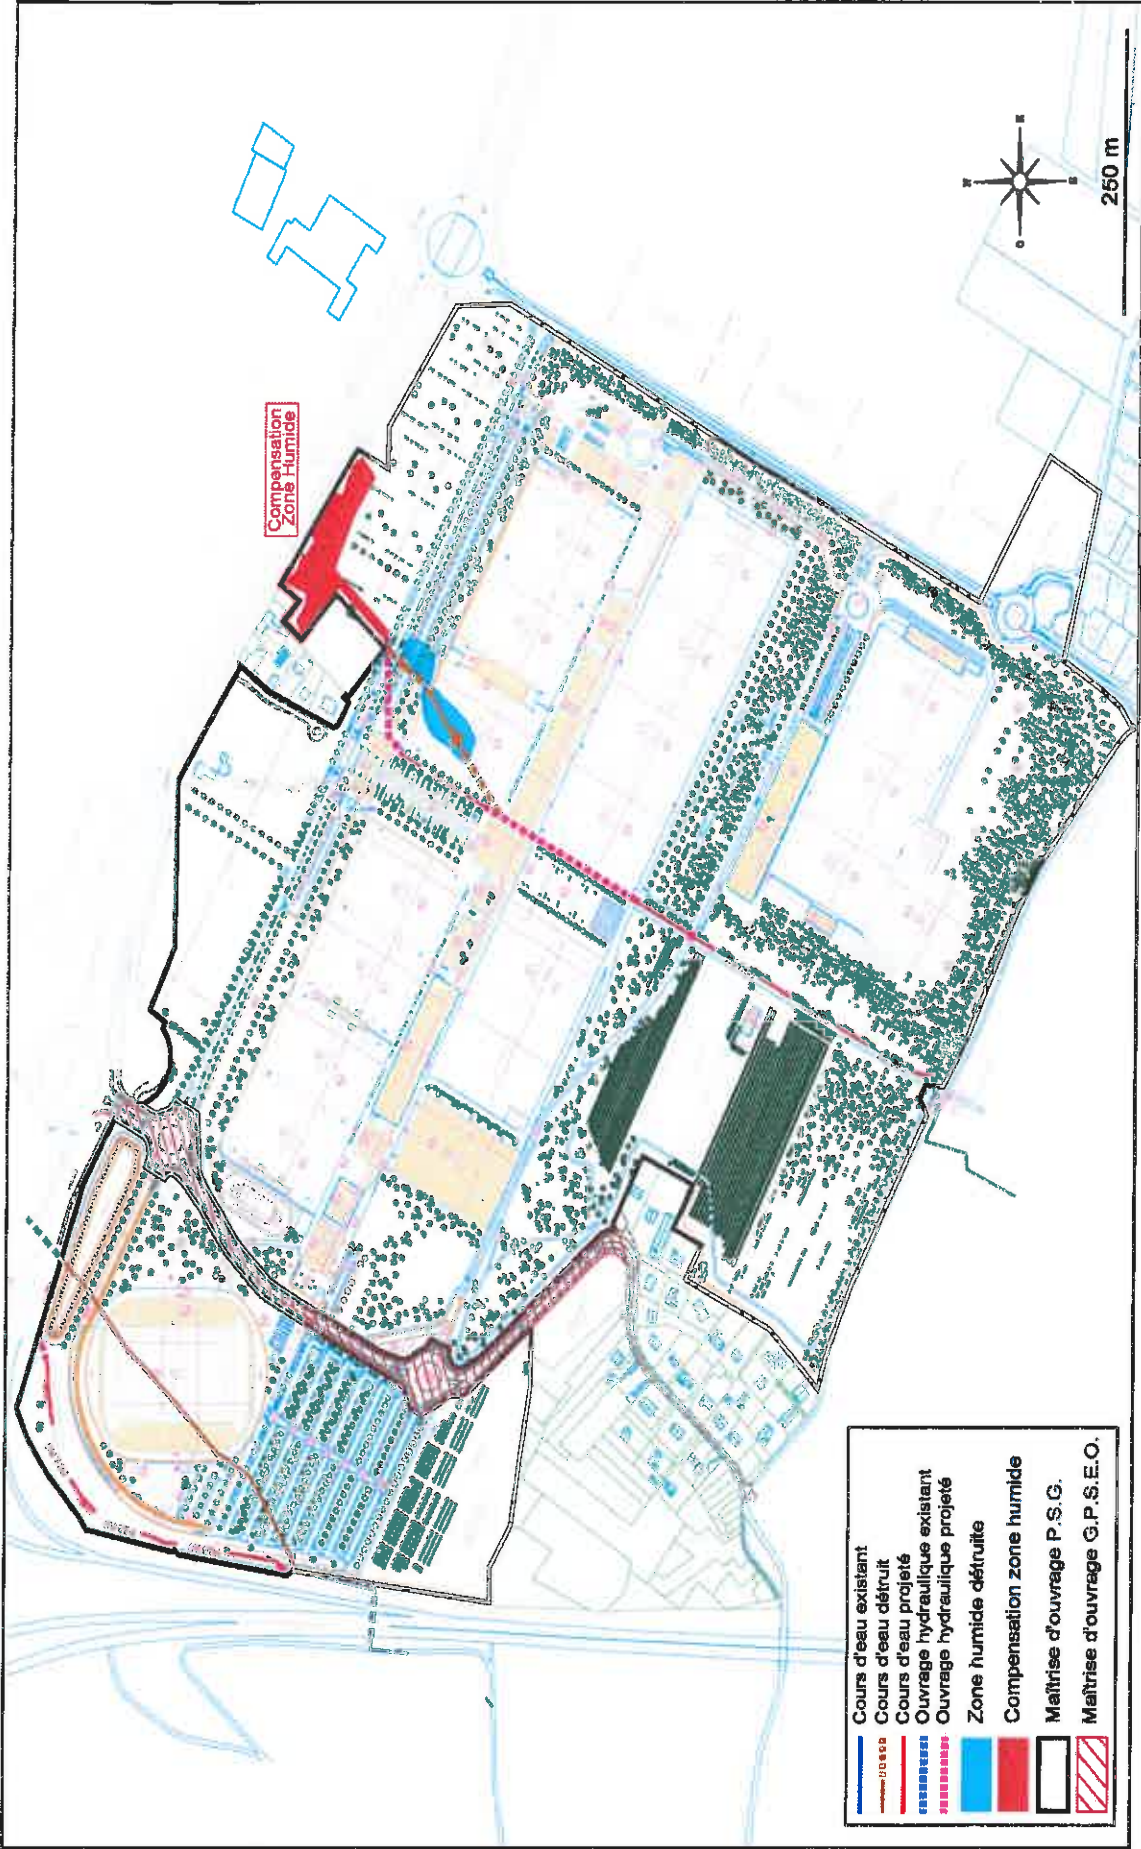 Compensation
Zone Humide
N
O
E
S
250 m
Cours d'eau existant
Cours d'eau détruit
Cours d'eau projeté
Ouvrage hydraulique existant
Ouvrage hydraulique projeté
Zone humide détruite
Compensation zone humide
Maîtrise d'ouvrage P.S.G.
Maîtrise d'ouvrage G.P.S.E.O.